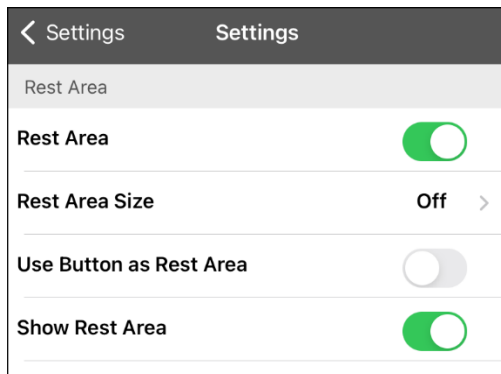 Settings Settings
Rest Area
Rest Area
Rest Area Size Off
Use Button as Rest Area
Show Rest Area